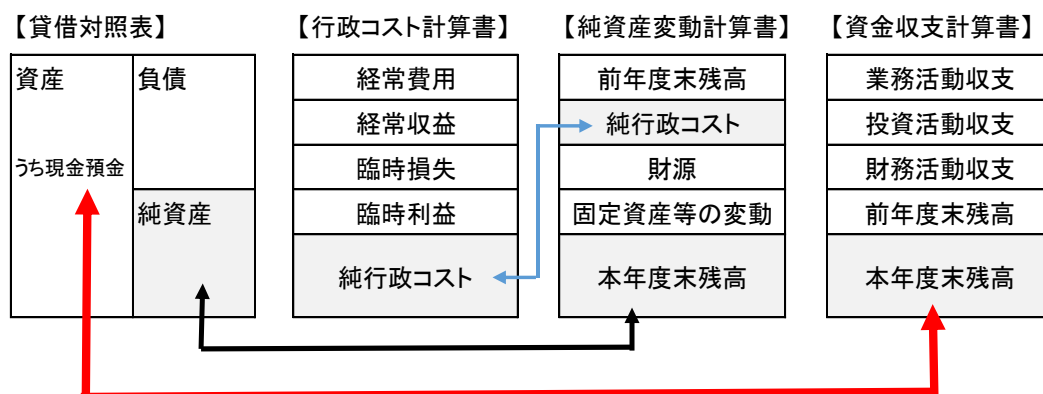 【貸借対照表】
資産
負債
うち現金預金
純資産
【行政コスト計算書】
経常費用
経常収益
臨時損失
臨時利益
純行政コスト
【純資産変動計算書】
前年度末残高
純行政コスト
財源
固定資産等の変動
本年度末残高
【資金収支計算書】
業務活動収支
投資活動収支
財務活動収支
前年度末残高
本年度末残高